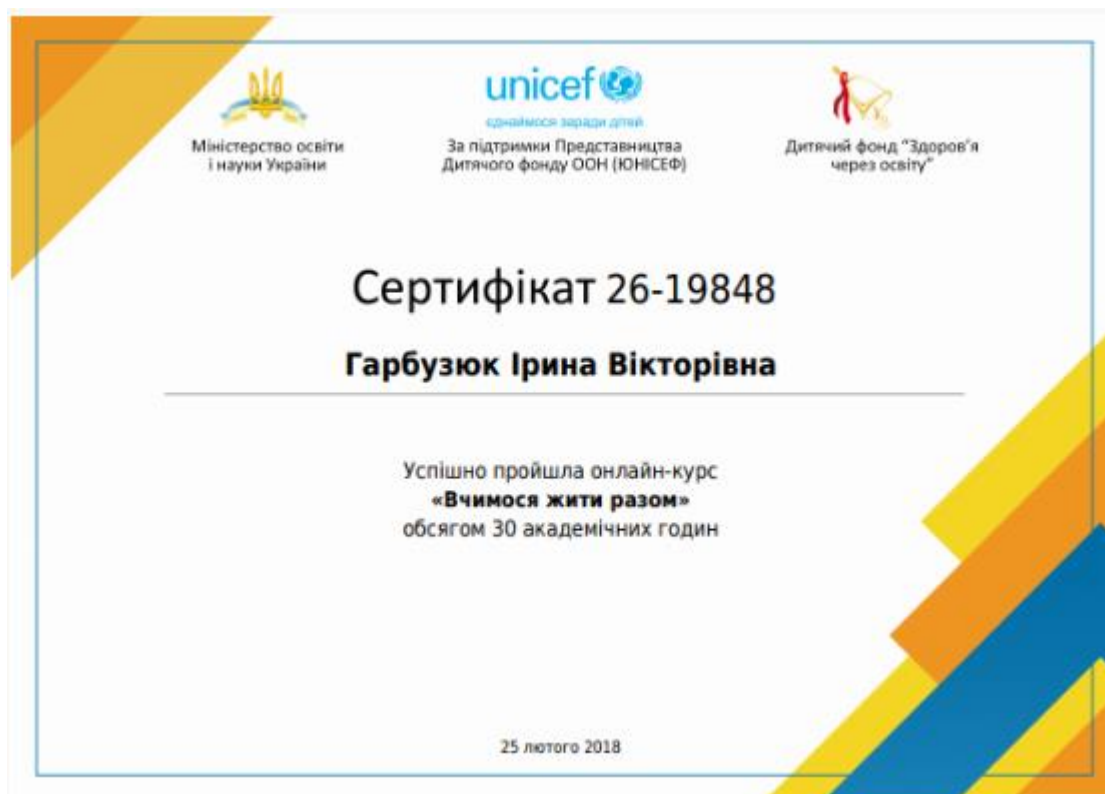 Міністерство освіти
і науки України
unicef
єднаймося заради дітей
За підтримки Представництва
Дитячого фонду ООН (ЮНІСЕФ)
Дитячий фонд "Здоров'я
через освіту"
Сертифікат 26-19848
Гарбузюк Ірина Вікторівна
Успішно пройшла онлайн-курс
«Вчимося жити разом»
обсягом 30 академічних годин
25 лютого 2018